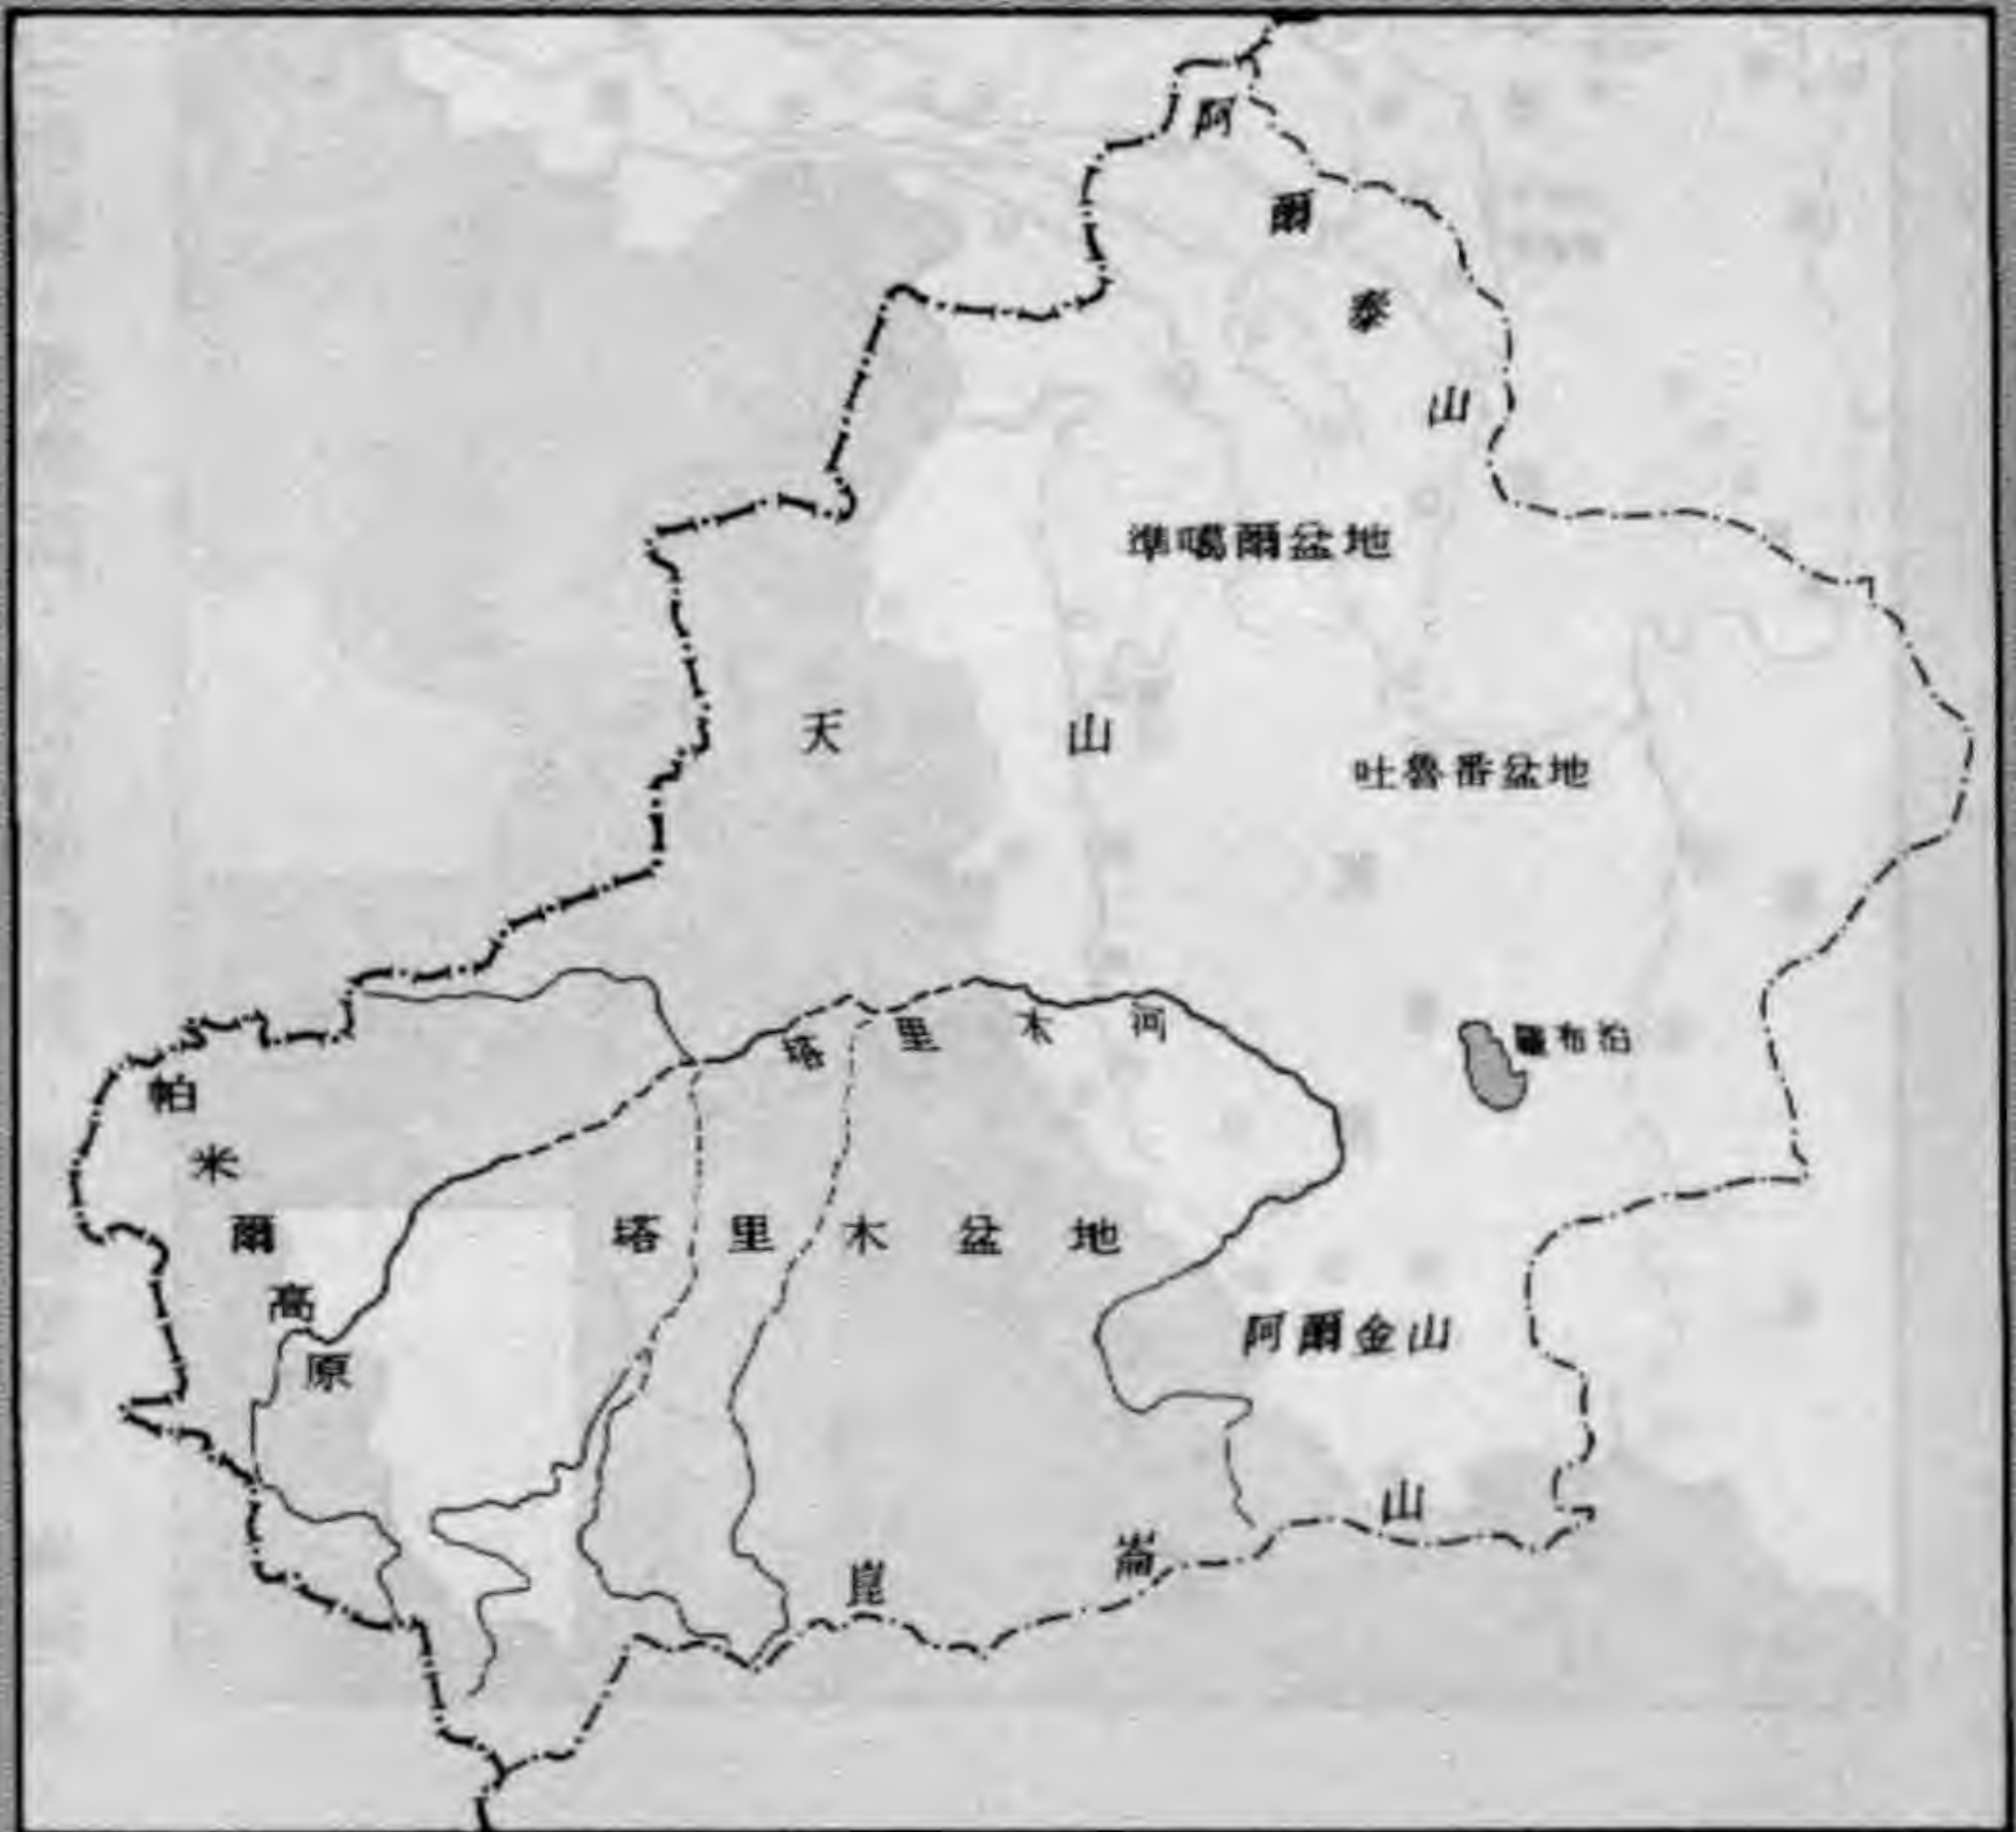 阿爾泰山
準噶爾盆地
天山
吐魯番盆地
塔里木河
羅布泊
帕米爾高原
塔里木盆地
阿爾金山
崑崙山